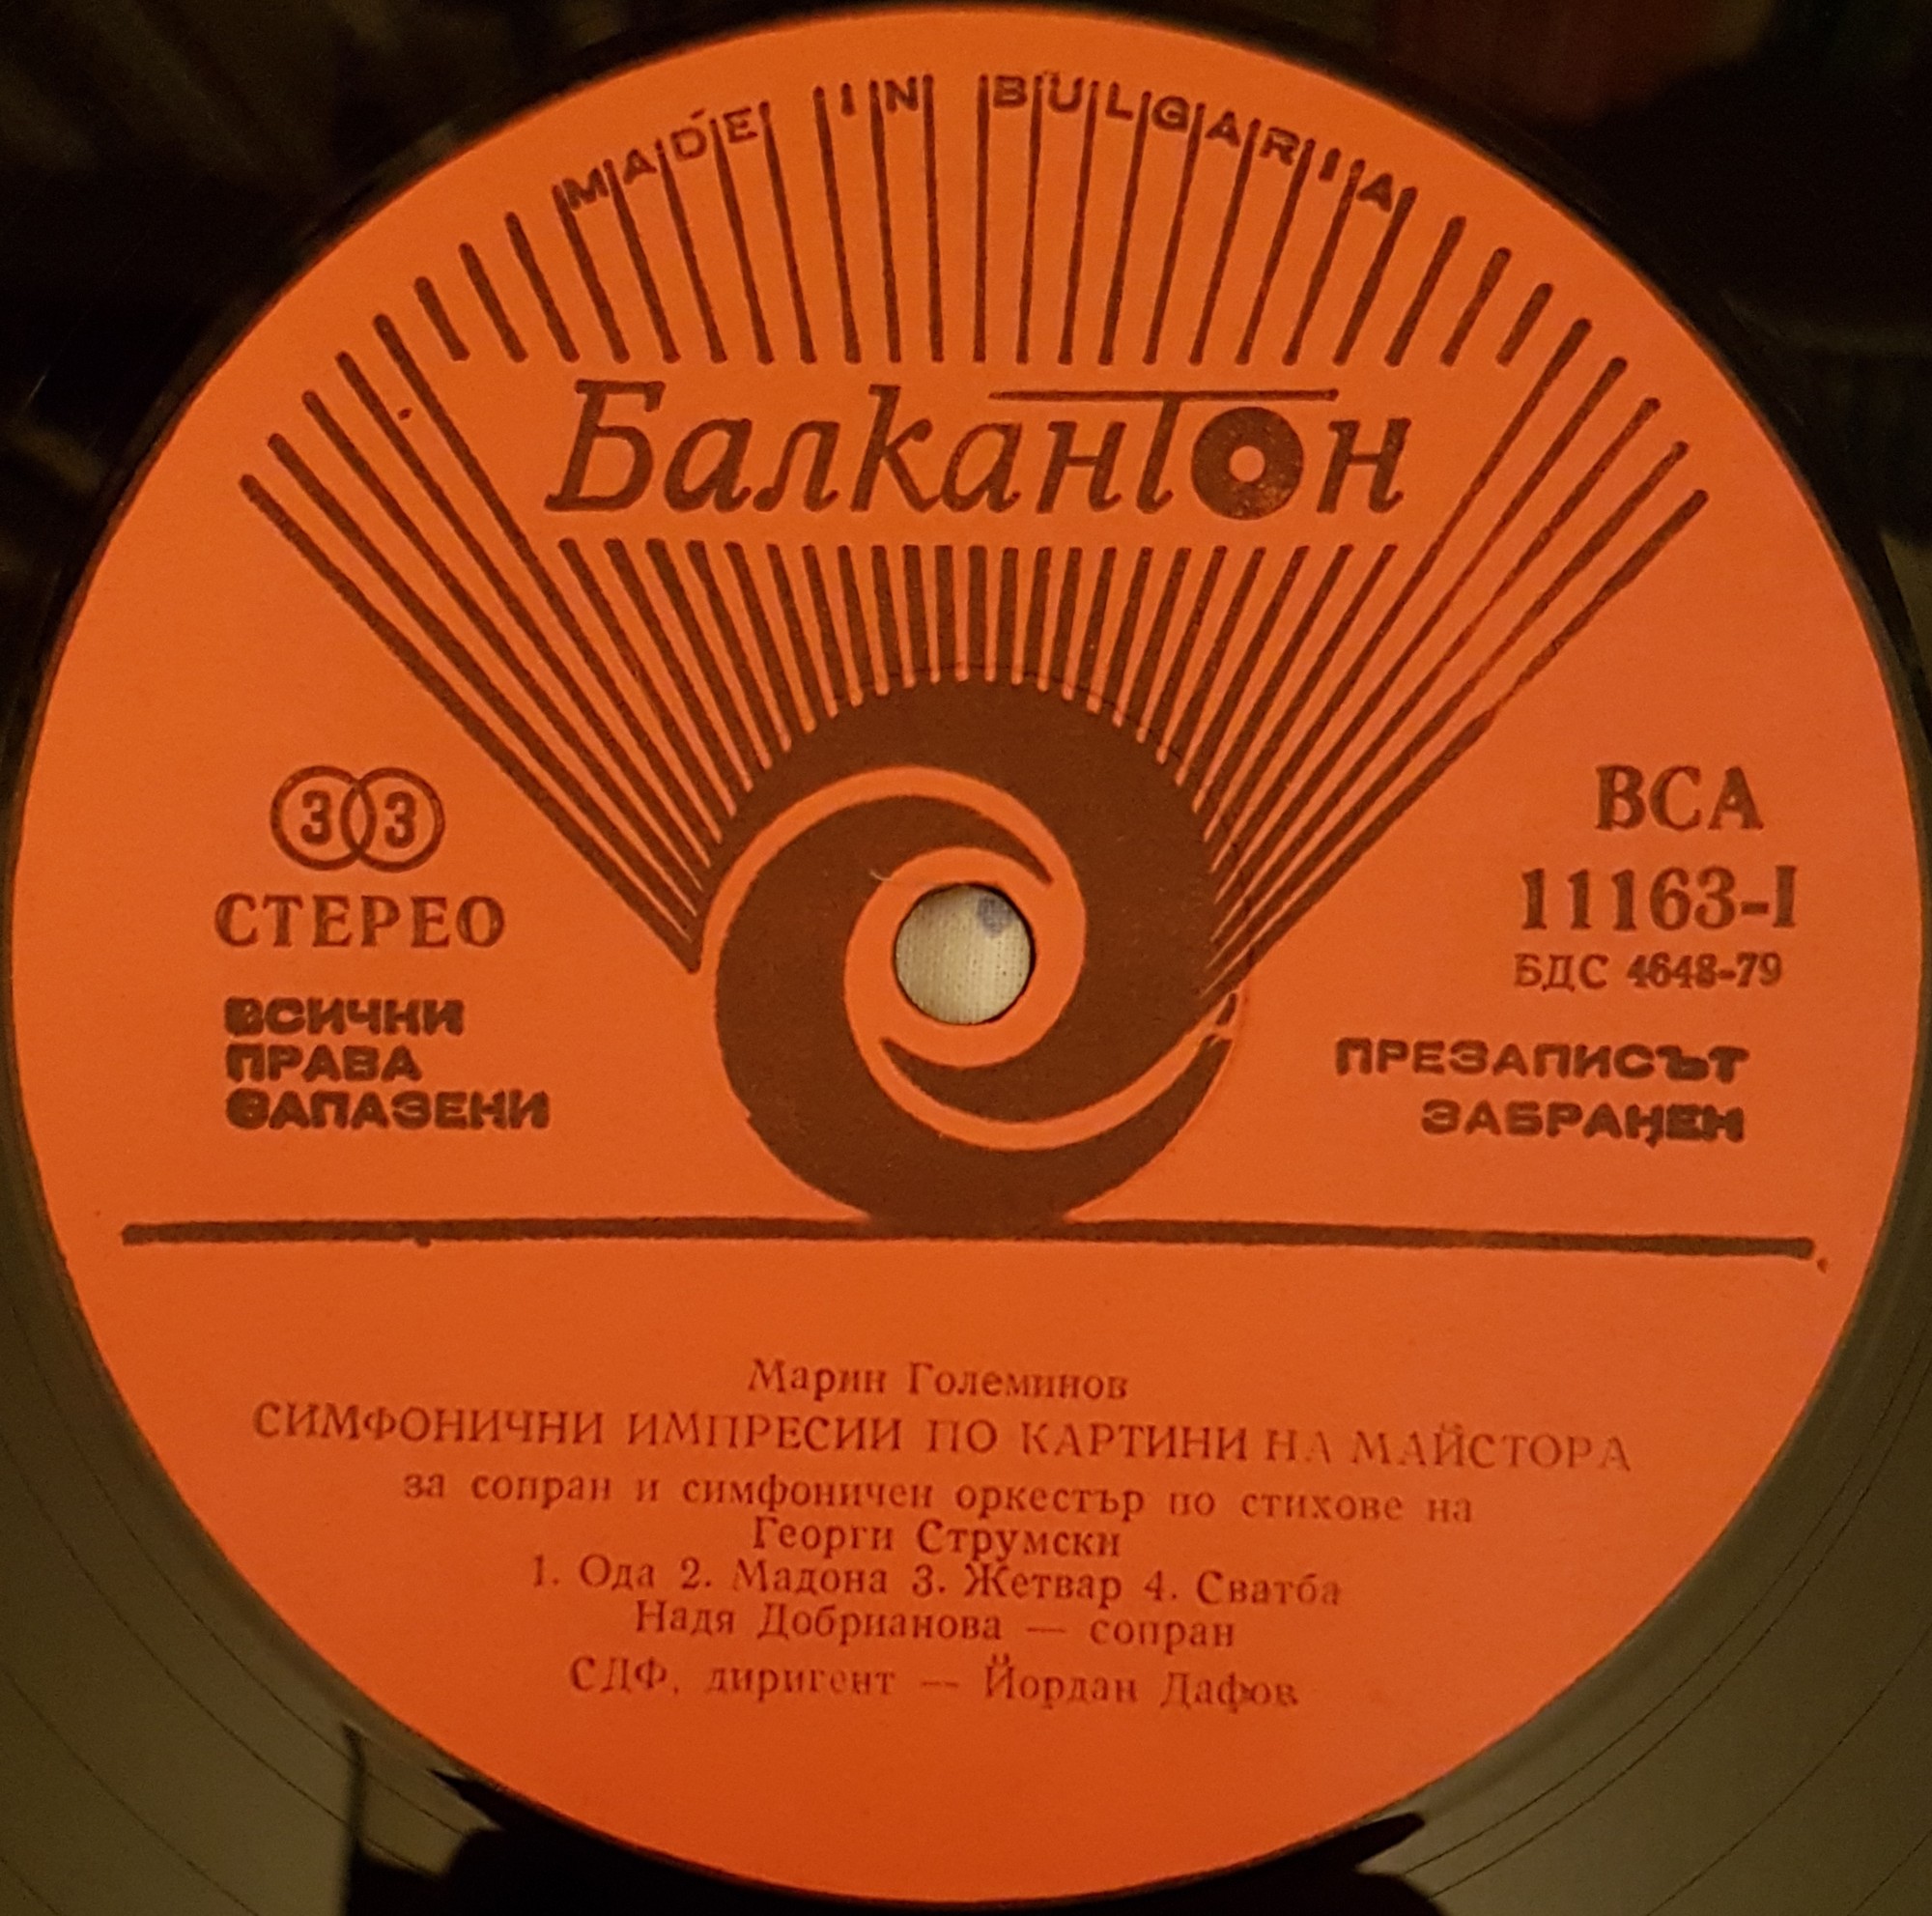 MADE IN BULGARIA
Балкантон
33
СТЕРЕО
ВСИЧНИ
ПРАВА
ЗАПАЗЕНИ
ВСА
11163-I
БДС 4648-79
ПРЕЗАПИСЪТ
ЗАБРАНЕН
Марин Големинов
СИМФОНИЧНИ ИМПРЕСИИ ПО КАРТИНИ НА МАЙСТОРА
за сопран и симфоничен оркестър по стихове на
Георги Струмски
1. Ода 2. Мадона 3. Жетвар 4. Сватба
Надя Добрианова — сопран
СДФ, диригент — Йордан Дафов